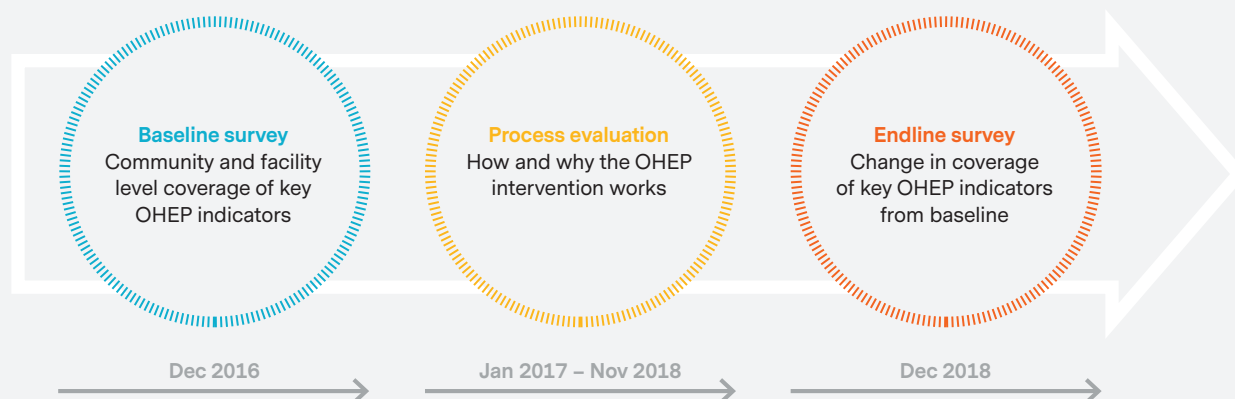 Baseline survey
Community and facility
level coverage of key
OHEP indicators
Process evaluation
How and why the OHEP
intervention works
Endline survey
Change in coverage
of key OHEP indicators
from baseline
Dec 2016
Jan 2017 – Nov 2018
Dec 2018